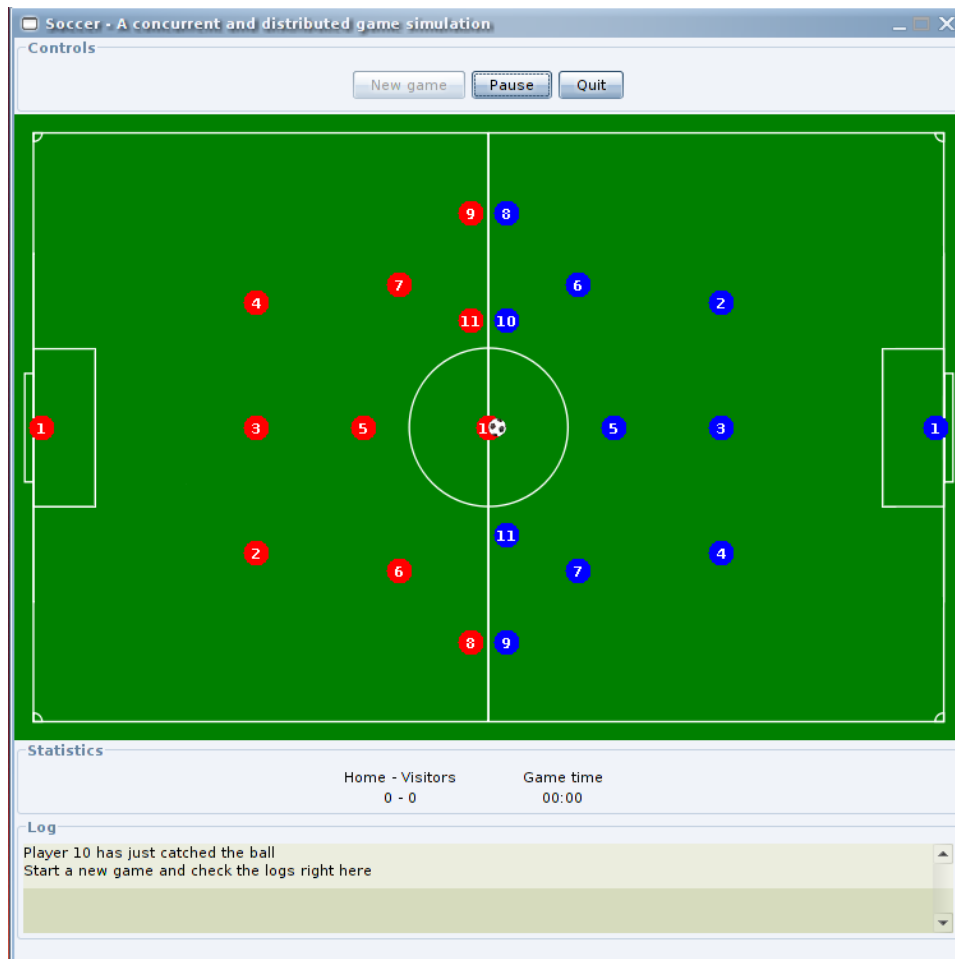 Soccer - A concurrent and distributed game simulation
Controls
New game Pause Quit
9 8
7 6
4 2
11 10
1 3 5 1 5 3 1
11
2 4
6 7
8 9
Statistics
Home - Visitors Game time
0 - 0 00:00
Log
Player 10 has just catched the ball
Start a new game and check the logs right here